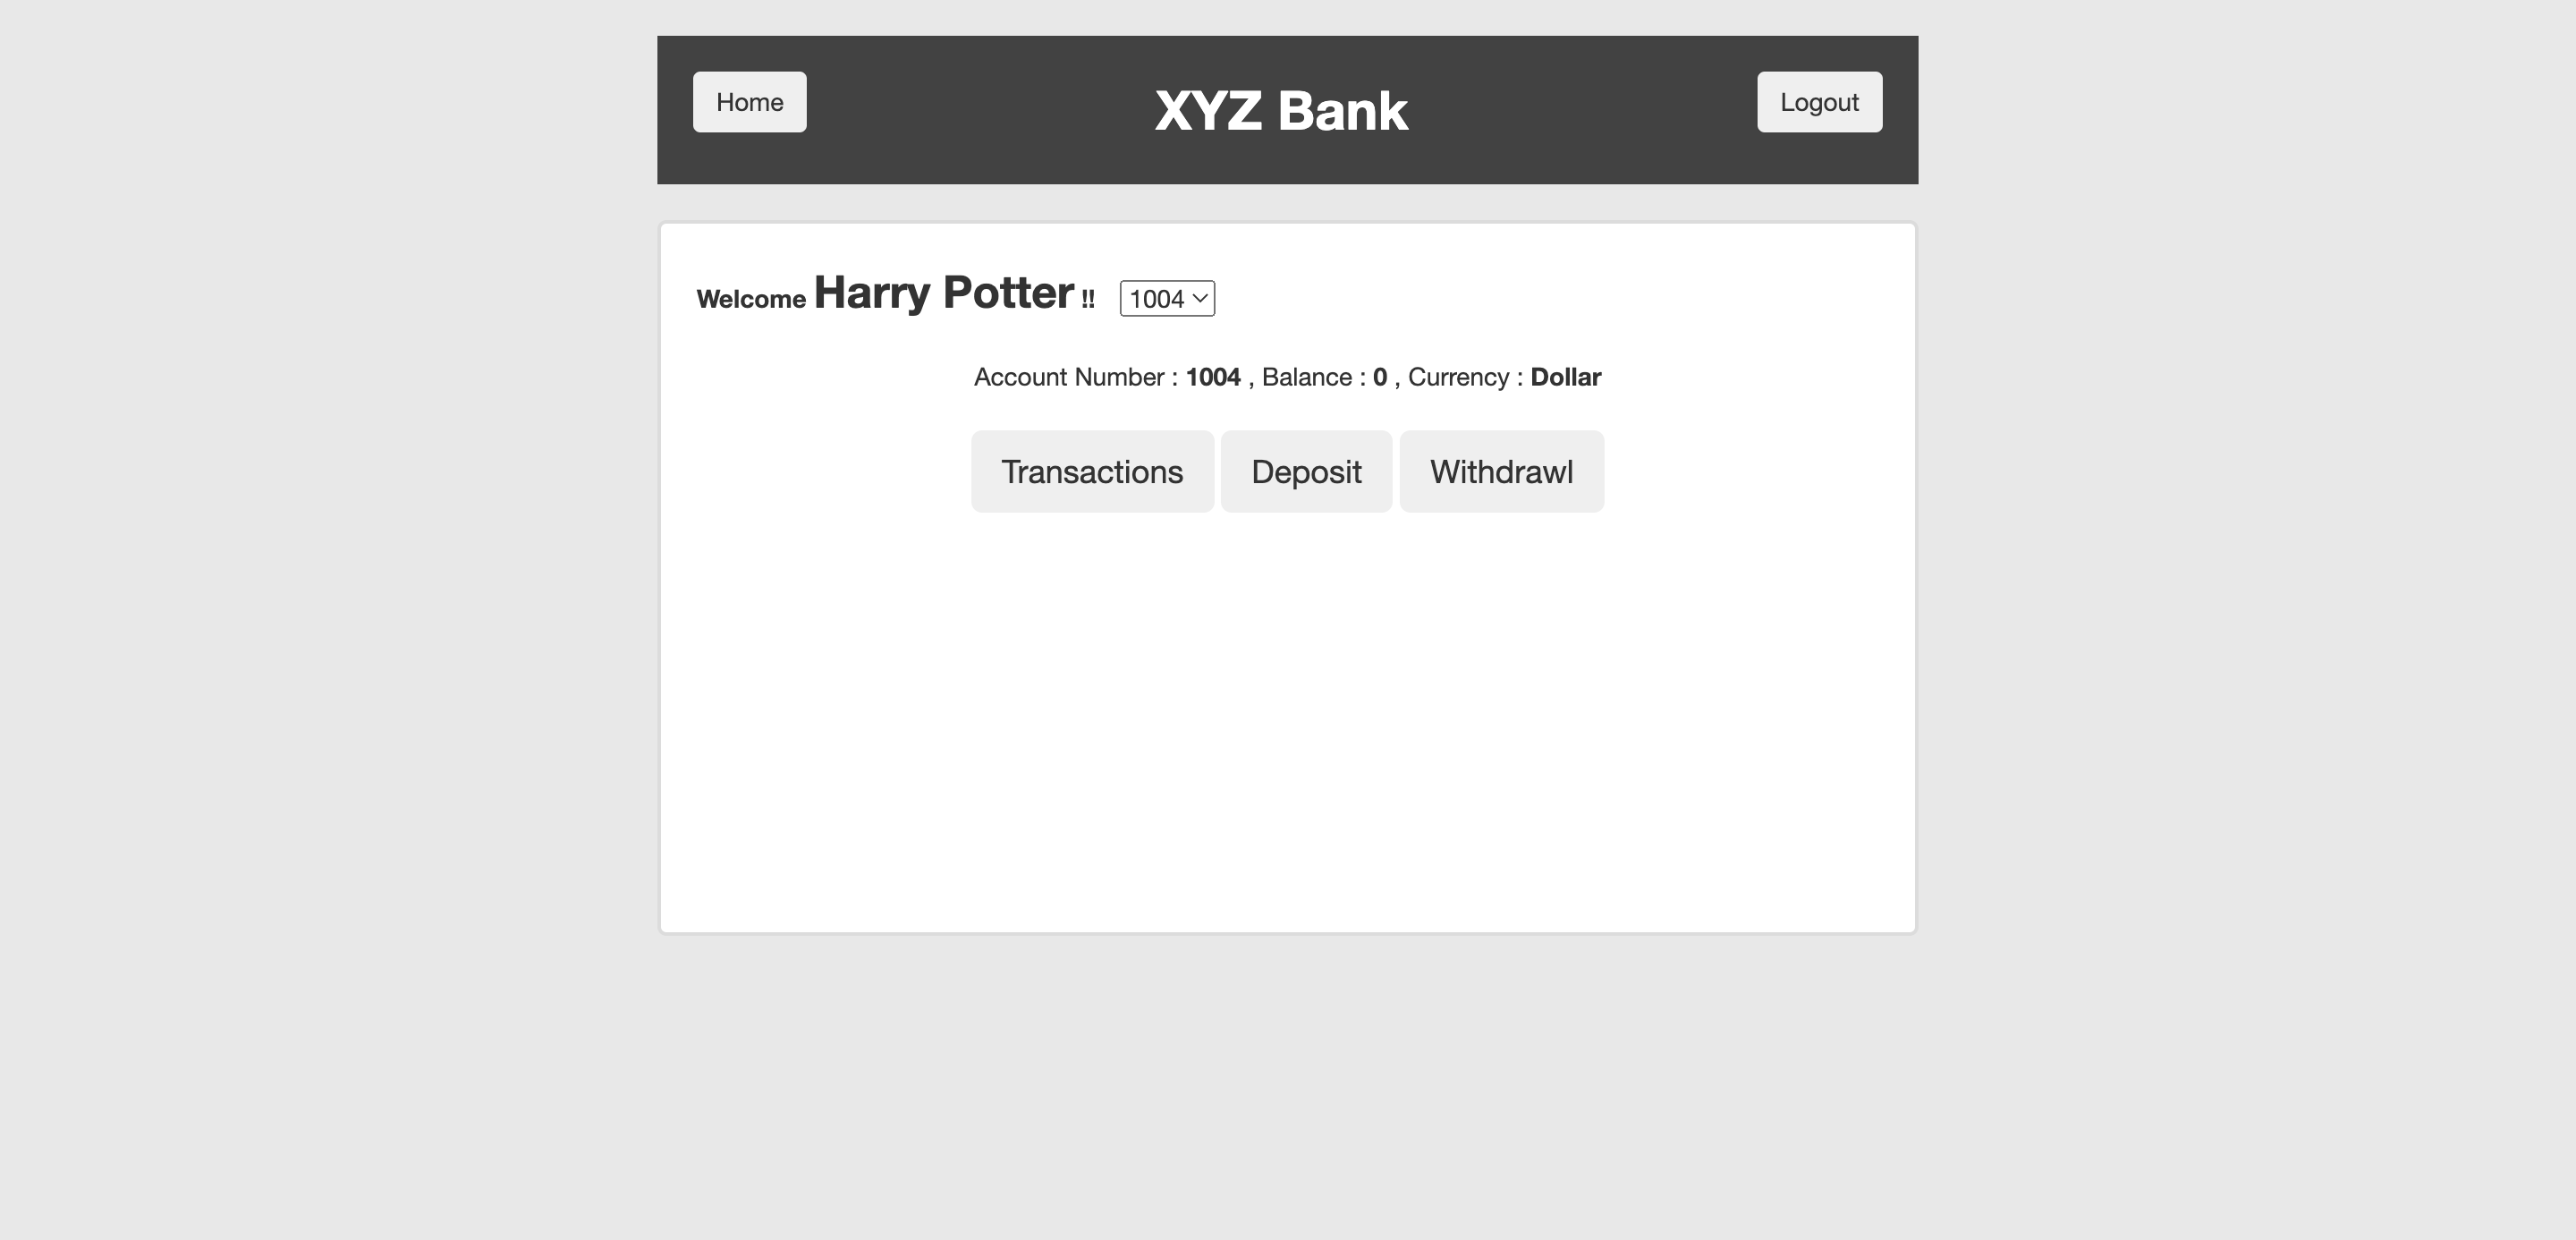 Home XYZ Bank Logout
Welcome Harry Potter !! 1004
Account Number : 1004 , Balance : 0 , Currency : Dollar
Transactions Deposit Withdrawl